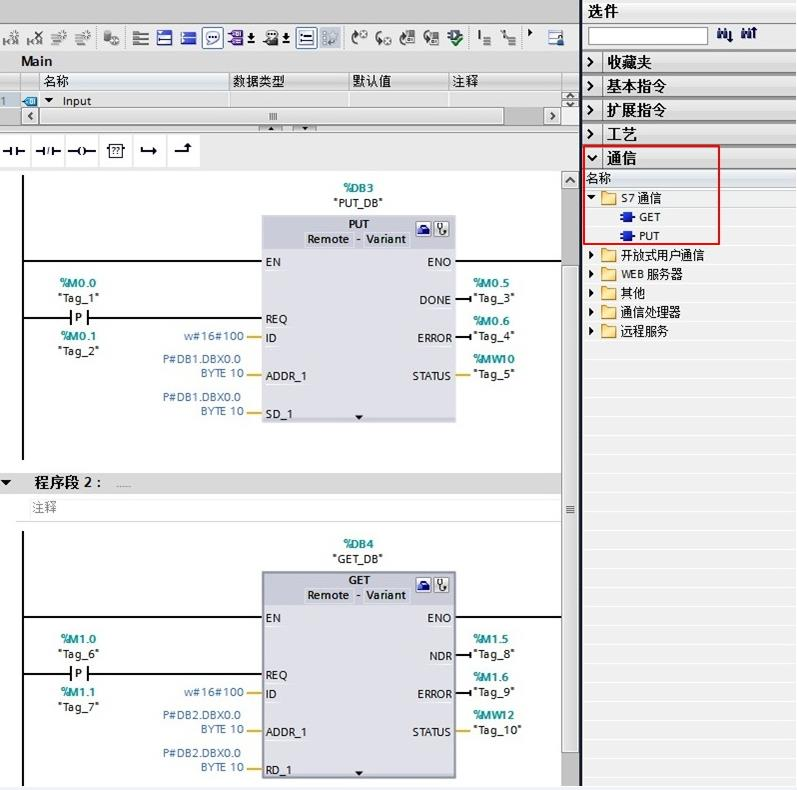 选件
Main
名称 数据类型 默认值 注释
1 Input
收藏夹
基本指令
扩展指令
工艺
通信
名称
S7 通信
GET
PUT
开放式用户通信
WEB 服务器
其他
通信处理器
远程服务
??
%DB3
"PUT_DB"
PUT
Remote - Variant
EN ENO
%M0.0
"Tag_1"
P
%M0.1
"Tag_2"
REQ
w#16#100 ID
P#DB1.DBX0.0
BYTE 10 ADDR_1
P#DB1.DBX0.0
BYTE 10 SD_1
DONE
%M0.5
"Tag_3"
ERROR
%M0.6
"Tag_4"
STATUS
%MW10
"Tag_5"
程序段 2： .....
注释
%DB4
"GET_DB"
GET
Remote - Variant
EN ENO
%M1.0
"Tag_6"
P
%M1.1
"Tag_7"
REQ
w#16#100 ID
P#DB2.DBX0.0
BYTE 10 ADDR_1
P#DB2.DBX0.0
BYTE 10 RD_1
NDR
%M1.5
"Tag_8"
ERROR
%M1.6
"Tag_9"
STATUS
%MW12
"Tag_10"